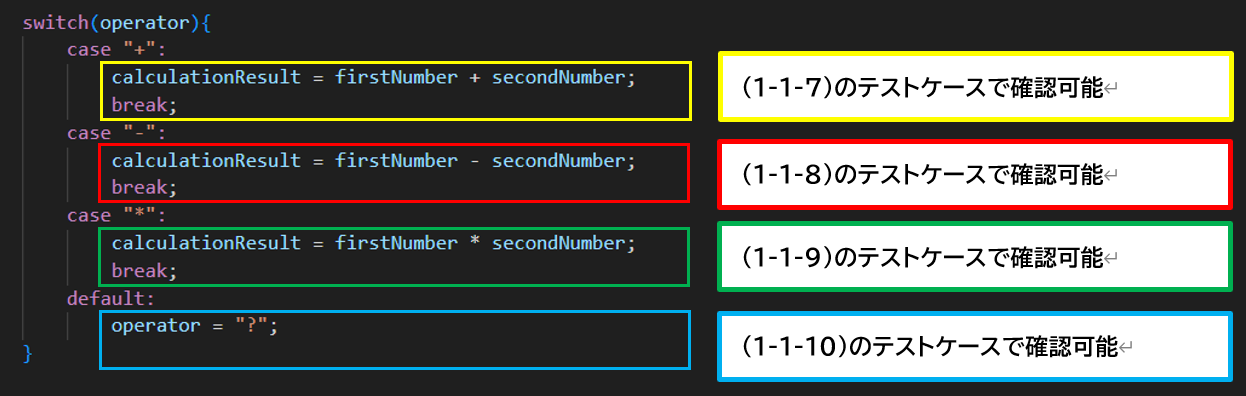 switch(operator){
case "+":
calculationResult = firstNumber + secondNumber;
break;
(1-1-7)のテストケースで確認可能↵
case "-":
calculationResult = firstNumber - secondNumber;
break;
(1-1-8)のテストケースで確認可能↵
case "*":
calculationResult = firstNumber * secondNumber;
break;
(1-1-9)のテストケースで確認可能↵
default:
operator = "?";
(1-1-10)のテストケースで確認可能↵
}